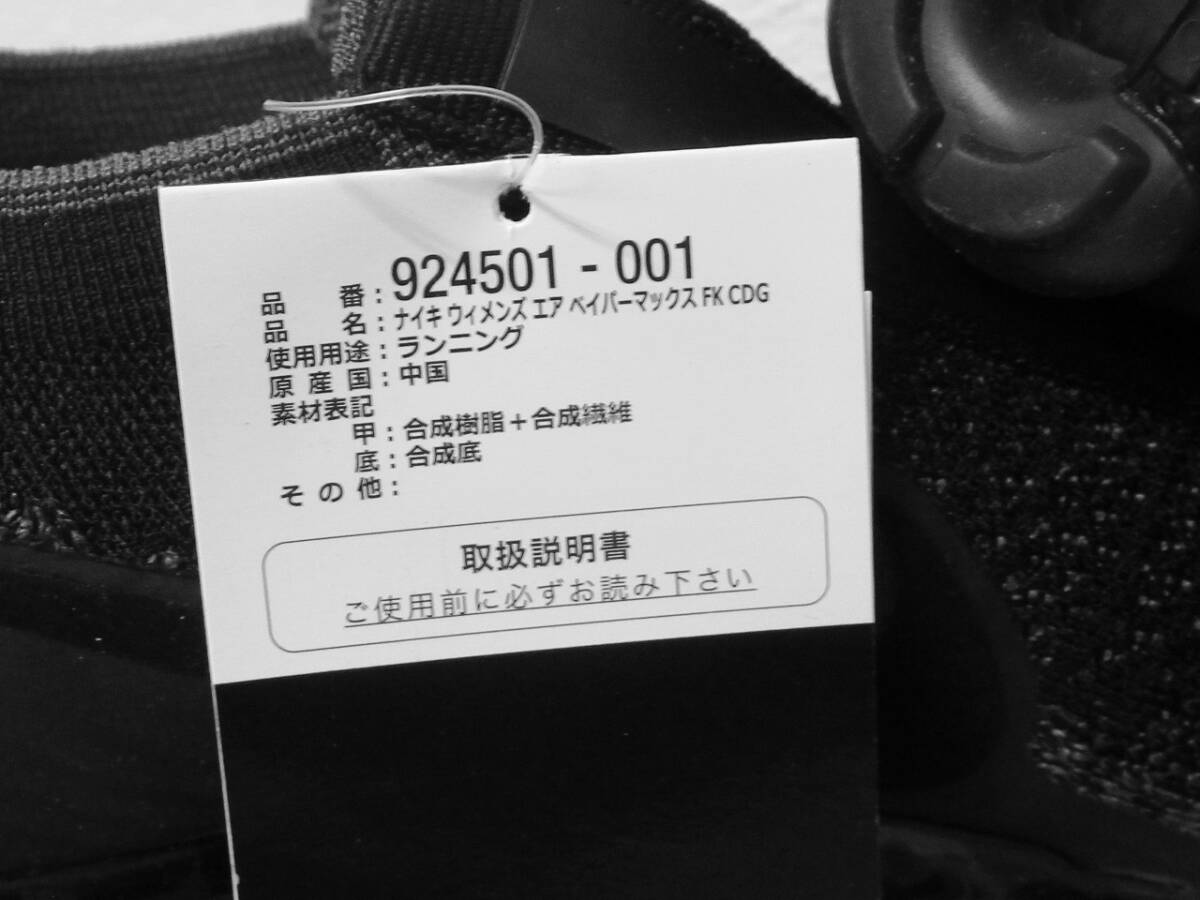 品番：924501 - 001
品名：ナイキ ウィメンズ エア ベイパーマックス FK CDG
使用用途：ランニング
原産国：中国
素材表記
甲：合成樹脂＋合成繊維
底：合成底
その他：
取扱説明書
ご使用前に必ずお読み下さい